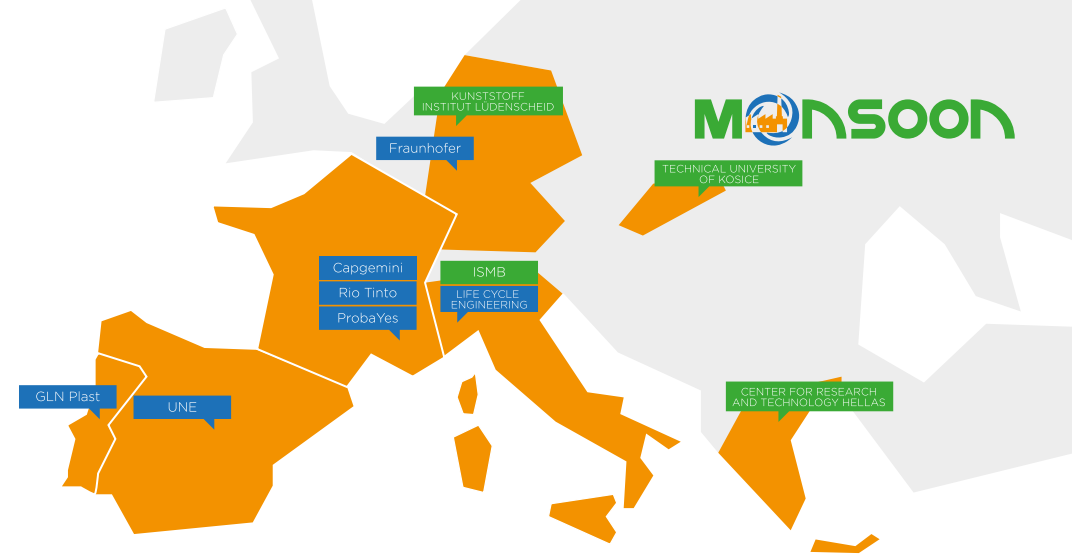 KUNSTSTOFF
INSTITUT LÜDENSCHEID
MONSOON
Fraunhofer
TECHNICAL UNIVERSITY
OF KOSICE
Capgemini
Rio Tinto
ProbaYes
ISMB
LIFE CYCLE
ENGINEERING
GLN Plast
UNE
CENTER FOR RESEARCH
AND TECHNOLOGY HELLAS